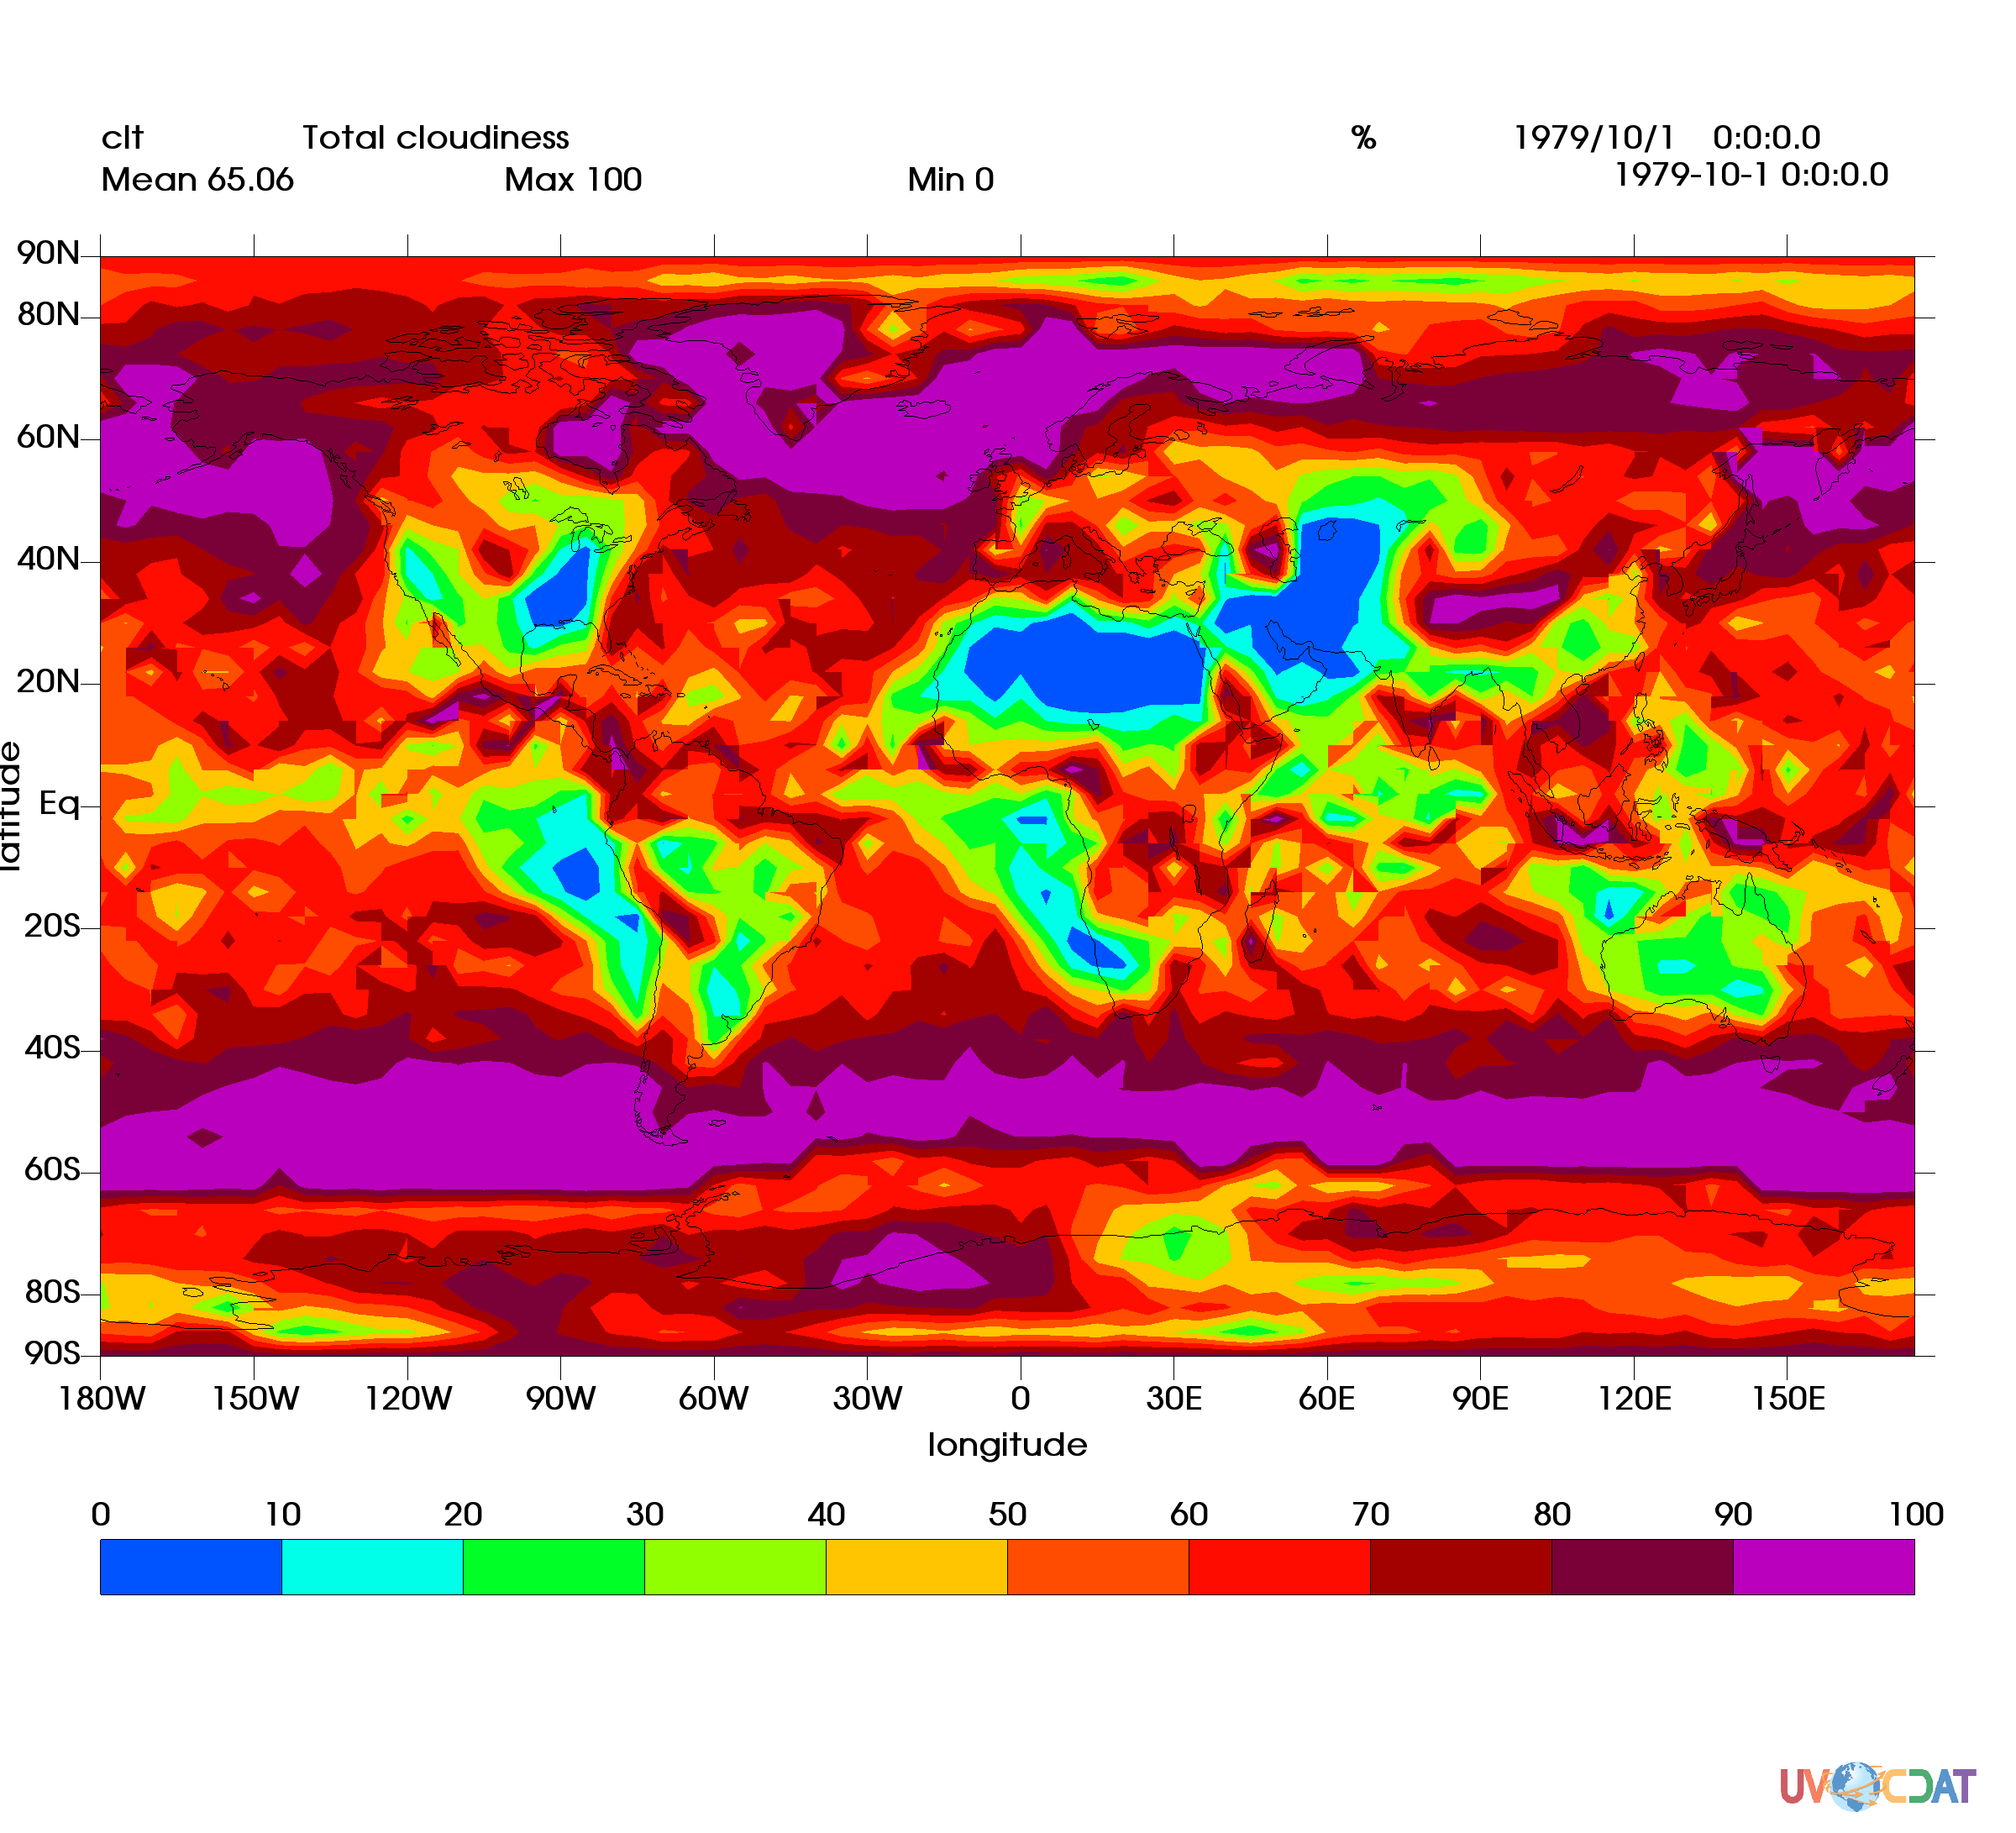 clt Total cloudiness % 1979/10/1 0:0:0.0
Mean 65.06 Max 100 Min 0 1979-10-1 0:0:0.0
90N
80N
60N
40N
20N
Eq
20S
40S
60S
80S
90S
latitude
180W 150W 120W 90W 60W 30W 0 30E 60E 90E 120E 150E
longitude
0 10 20 30 40 50 60 70 80 90 100
UV CDAT